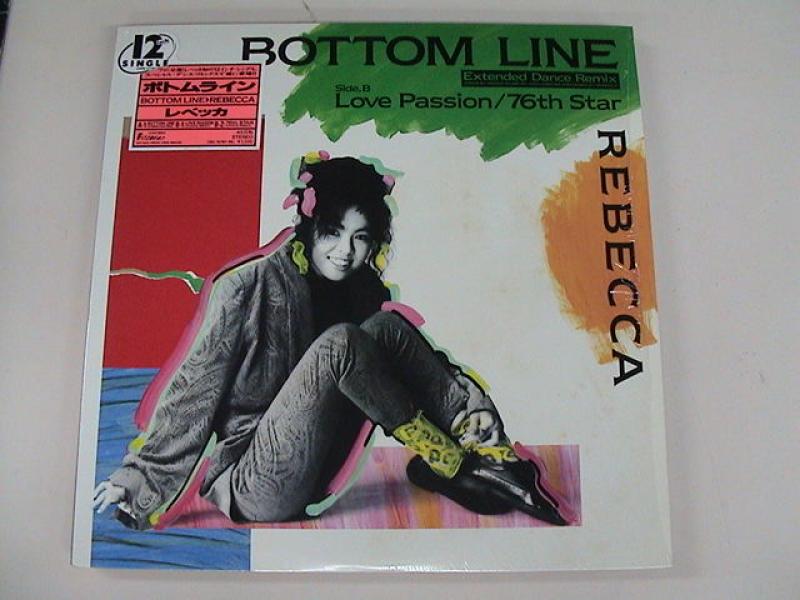 12"
SINGLE
ボトムライン
BOTTOM LINE・REBECCA
レベッカ
STEREO
BOTTOM LINE
Extended Dance Remix
Side, B
Love Passion/76th Star
REBECCA